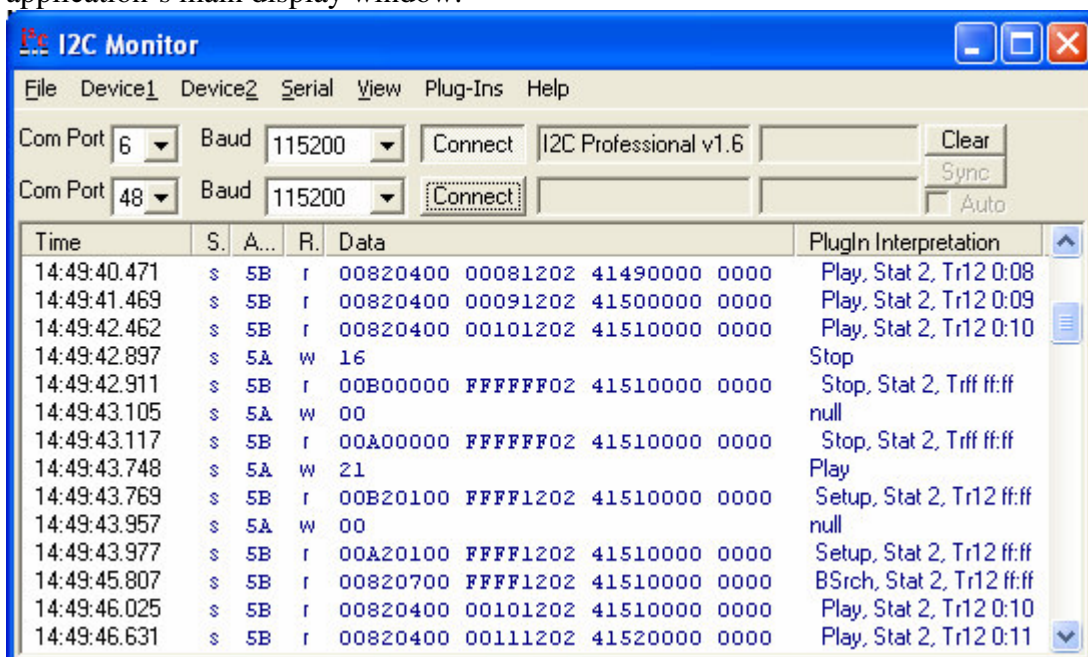 application's main display window.
I2C Monitor
File Device1 Device2 Serial View Plug-Ins Help
Com Port 6 Baud 115200 Connect I2C Professional v1.6 Clear
Sync
Com Port 48 Baud 115200 Connect Auto
Time S. A... R. Data PlugIn Interpretation
14:49:40.471 s 5B r 00820400 00081202 41490000 0000 Play, Stat 2, Tr12 0:08
14:49:41.469 s 5B r 00820400 00091202 41500000 0000 Play, Stat 2, Tr12 0:09
14:49:42.462 s 5B r 00820400 00101202 41510000 0000 Play, Stat 2, Tr12 0:10
14:49:42.897 s 5A w 16 Stop
14:49:42.911 s 5B r 00B00000 FFFFFF02 41510000 0000 Stop, Stat 2, Trff ff:ff
14:49:43.105 s 5A w 00 null
14:49:43.117 s 5B r 00A00000 FFFFFF02 41510000 0000 Stop, Stat 2, Trff ff:ff
14:49:43.748 s 5A w 21 Play
14:49:43.769 s 5B r 00B20100 FFFF1202 41510000 0000 Setup, Stat 2, Tr12 ff:ff
14:49:43.957 s 5A w 00 null
14:49:43.977 s 5B r 00A20100 FFFF1202 41510000 0000 Setup, Stat 2, Tr12 ff:ff
14:49:45.807 s 5B r 00820700 FFFF1202 41510000 0000 BSrch, Stat 2, Tr12 ff:ff
14:49:46.025 s 5B r 00820400 00101202 41510000 0000 Play, Stat 2, Tr12 0:10
14:49:46.631 s 5B r 00820400 00111202 41520000 0000 Play, Stat 2, Tr12 0:11